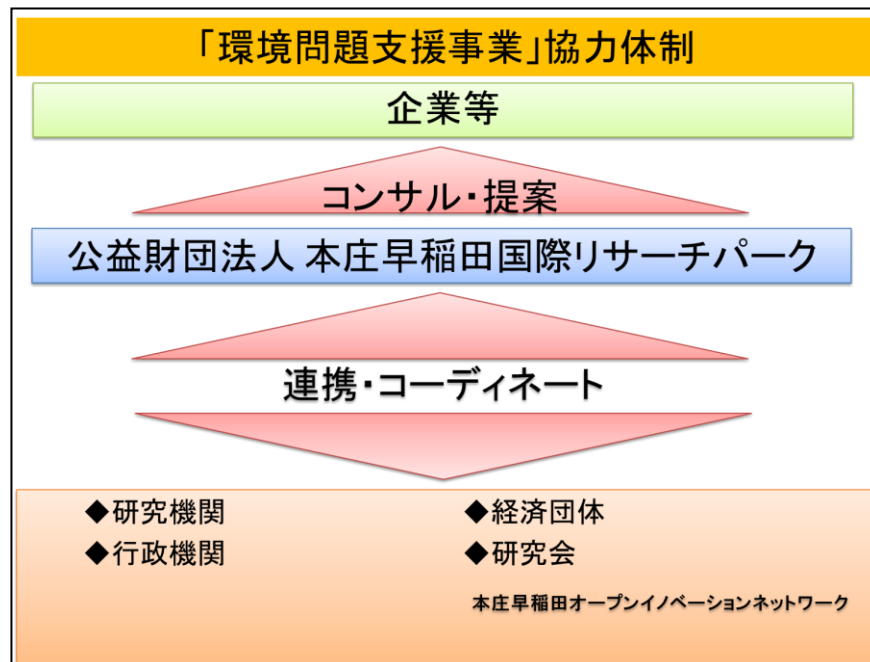 「環境問題支援事業」協力体制
企業等
コンサル・提案
公益財団法人 本庄早稲田国際リサーチパーク
連携・コーディネート
◆研究機関
◆経済団体
◆行政機関
◆研究会
本庄早稲田オープンイノベーションネットワーク